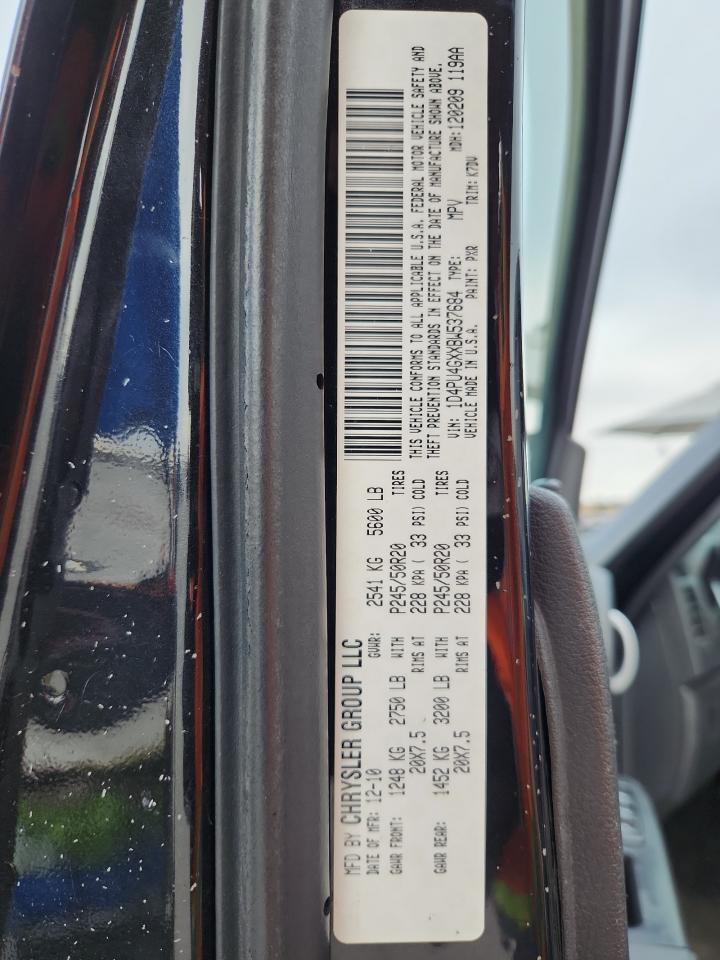 MFD BY CHRYSLER GROUP LLC
DATE OF MFR: 12-10 GVWR: 2541 KG 5600 LB
GAWR FRONT: 1248 KG 2750 LB WITH P245/50R20 TIRES
20X7.5 RIMS AT 228 KPA ( 33 PSI) COLD
GAWR REAR: 1452 KG 3200 LB WITH P245/50R20 TIRES
20X7.5 RIMS AT 228 KPA ( 33 PSI) COLD
THIS VEHICLE CONFORMS TO ALL APPLICABLE U.S.A. FEDERAL MOTOR VEHICLE SAFETY AND
THEFT PREVENTION STANDARDS IN EFFECT ON THE DATE OF MANUFACTURE SHOWN ABOVE.
VIN: 1D4PU4GXXBW537684 TYPE: MPV MDH: 120209 119AA
VEHICLE MADE IN U.S.A. PAINT: PXR TRIM: K7DV